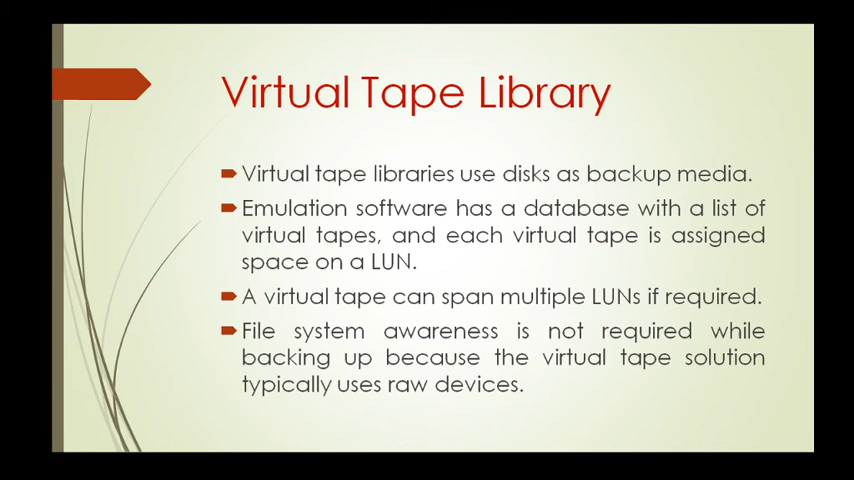 Virtual Tape Library
Virtual tape libraries use disks as backup media.
Emulation software has a database with a list of
virtual tapes, and each virtual tape is assigned
space on a LUN.
A virtual tape can span multiple LUNs if required.
File system awareness is not required while
backing up because the virtual tape solution
typically uses raw devices.